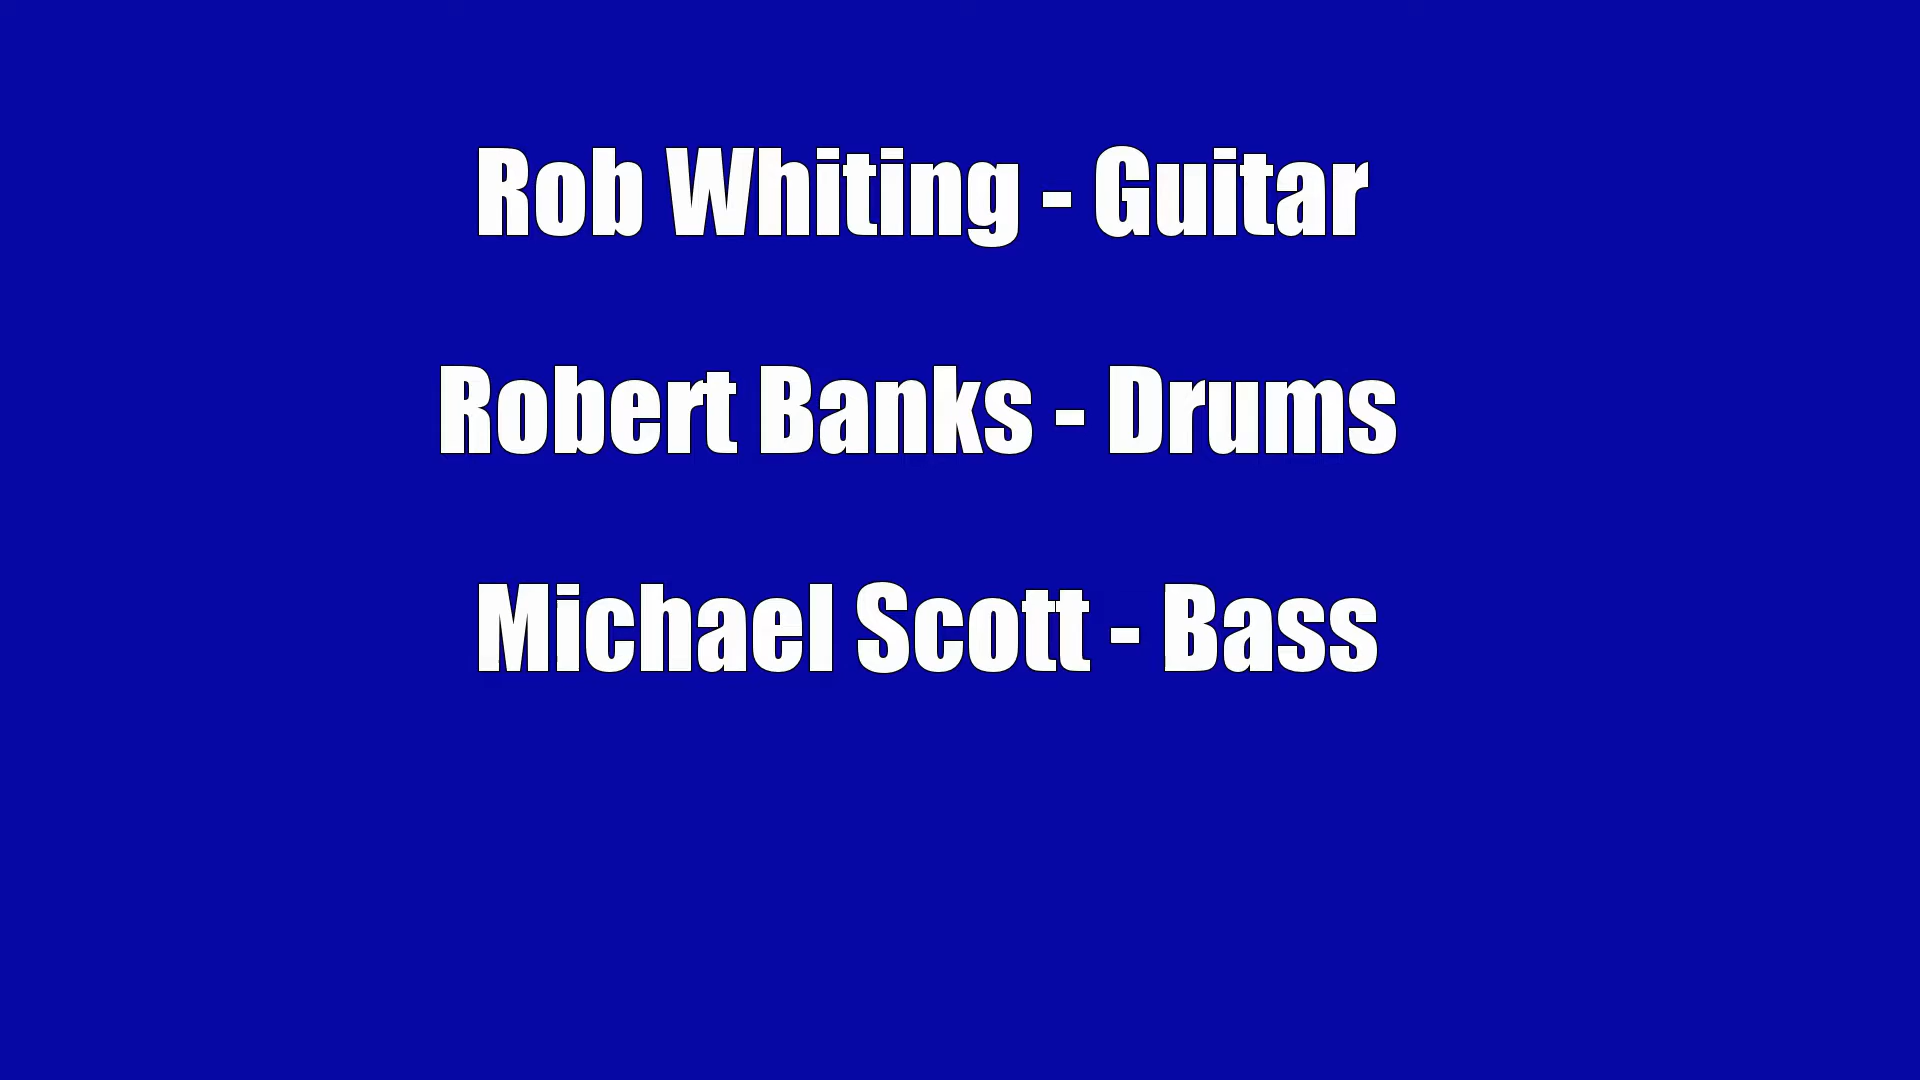 Rob Whiting - Guitar
Robert Banks - Drums
Michael Scott - Bass